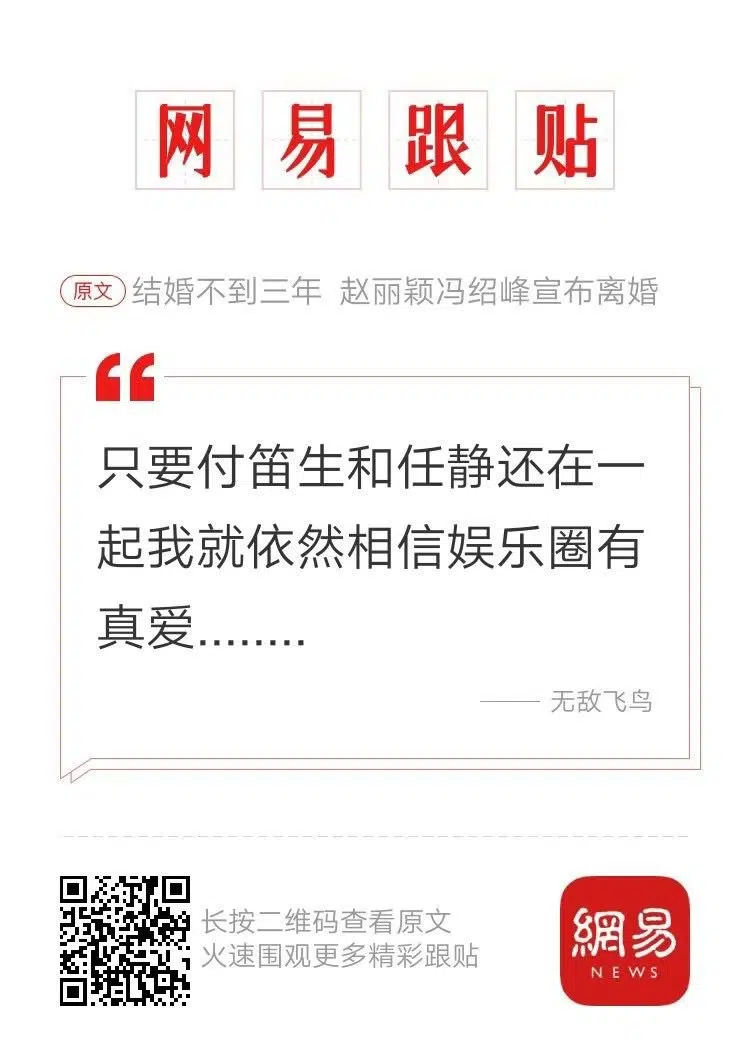 网易跟贴
原文 结婚不到三年 赵丽颖冯绍峰宣布离婚
只要付笛生和任静还在一
起我就依然相信娱乐圈有
真爱........
——无敌飞鸟
长按二维码查看原文
火速围观更多精彩跟贴
網易
NEWS